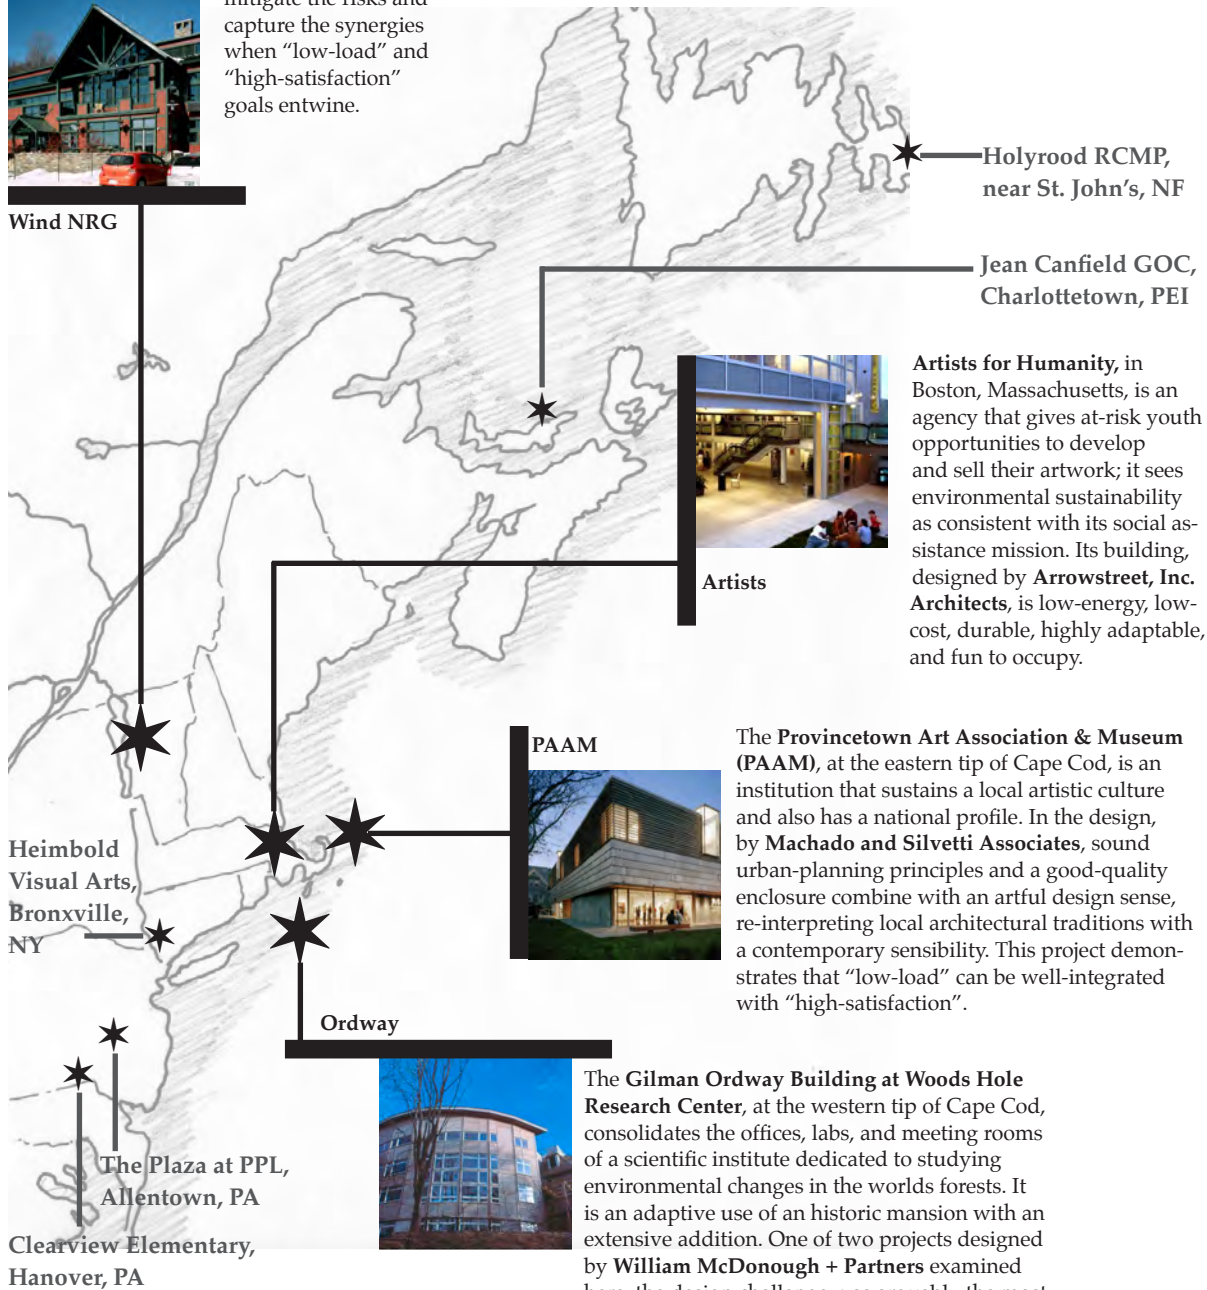 mitigate the risks and
capture the synergies
when “low-load” and
“high-satisfaction”
goals entwine.
Wind NRG
Holyrood RCMP,
near St. John’s, NF
Jean Canfield GOC,
Charlottetown, PEI
Artists for Humanity, in
Boston, Massachusetts, is an
agency that gives at-risk youth
opportunities to develop
and sell their artwork; it sees
environmental sustainability
as consistent with its social as-
sistance mission. Its building,
designed by Arrowstreet, Inc.
Architects, is low-energy, low-
cost, durable, highly adaptable,
and fun to occupy.
Artists
PAAM
The Provincetown Art Association & Museum
(PAAM), at the eastern tip of Cape Cod, is an
institution that sustains a local artistic culture
and also has a national profile. In the design,
by Machado and Silvetti Associates, sound
urban-planning principles and a good-quality
enclosure combine with an artful design sense,
re-interpreting local architectural traditions with
a contemporary sensibility. This project demon-
strates that “low-load” can be well-integrated
with “high-satisfaction”.
Heimbold
Visual Arts,
Bronxville,
NY
Ordway
The Gilman Ordway Building at Woods Hole
Research Center, at the western tip of Cape Cod,
consolidates the offices, labs, and meeting rooms
of a scientific institute dedicated to studying
environmental changes in the worlds forests. It
is an adaptive use of an historic mansion with an
extensive addition. One of two projects designed
by William McDonough + Partners examined
The Plaza at PPL,
Allentown, PA
Clearview Elementary,
Hanover, PA